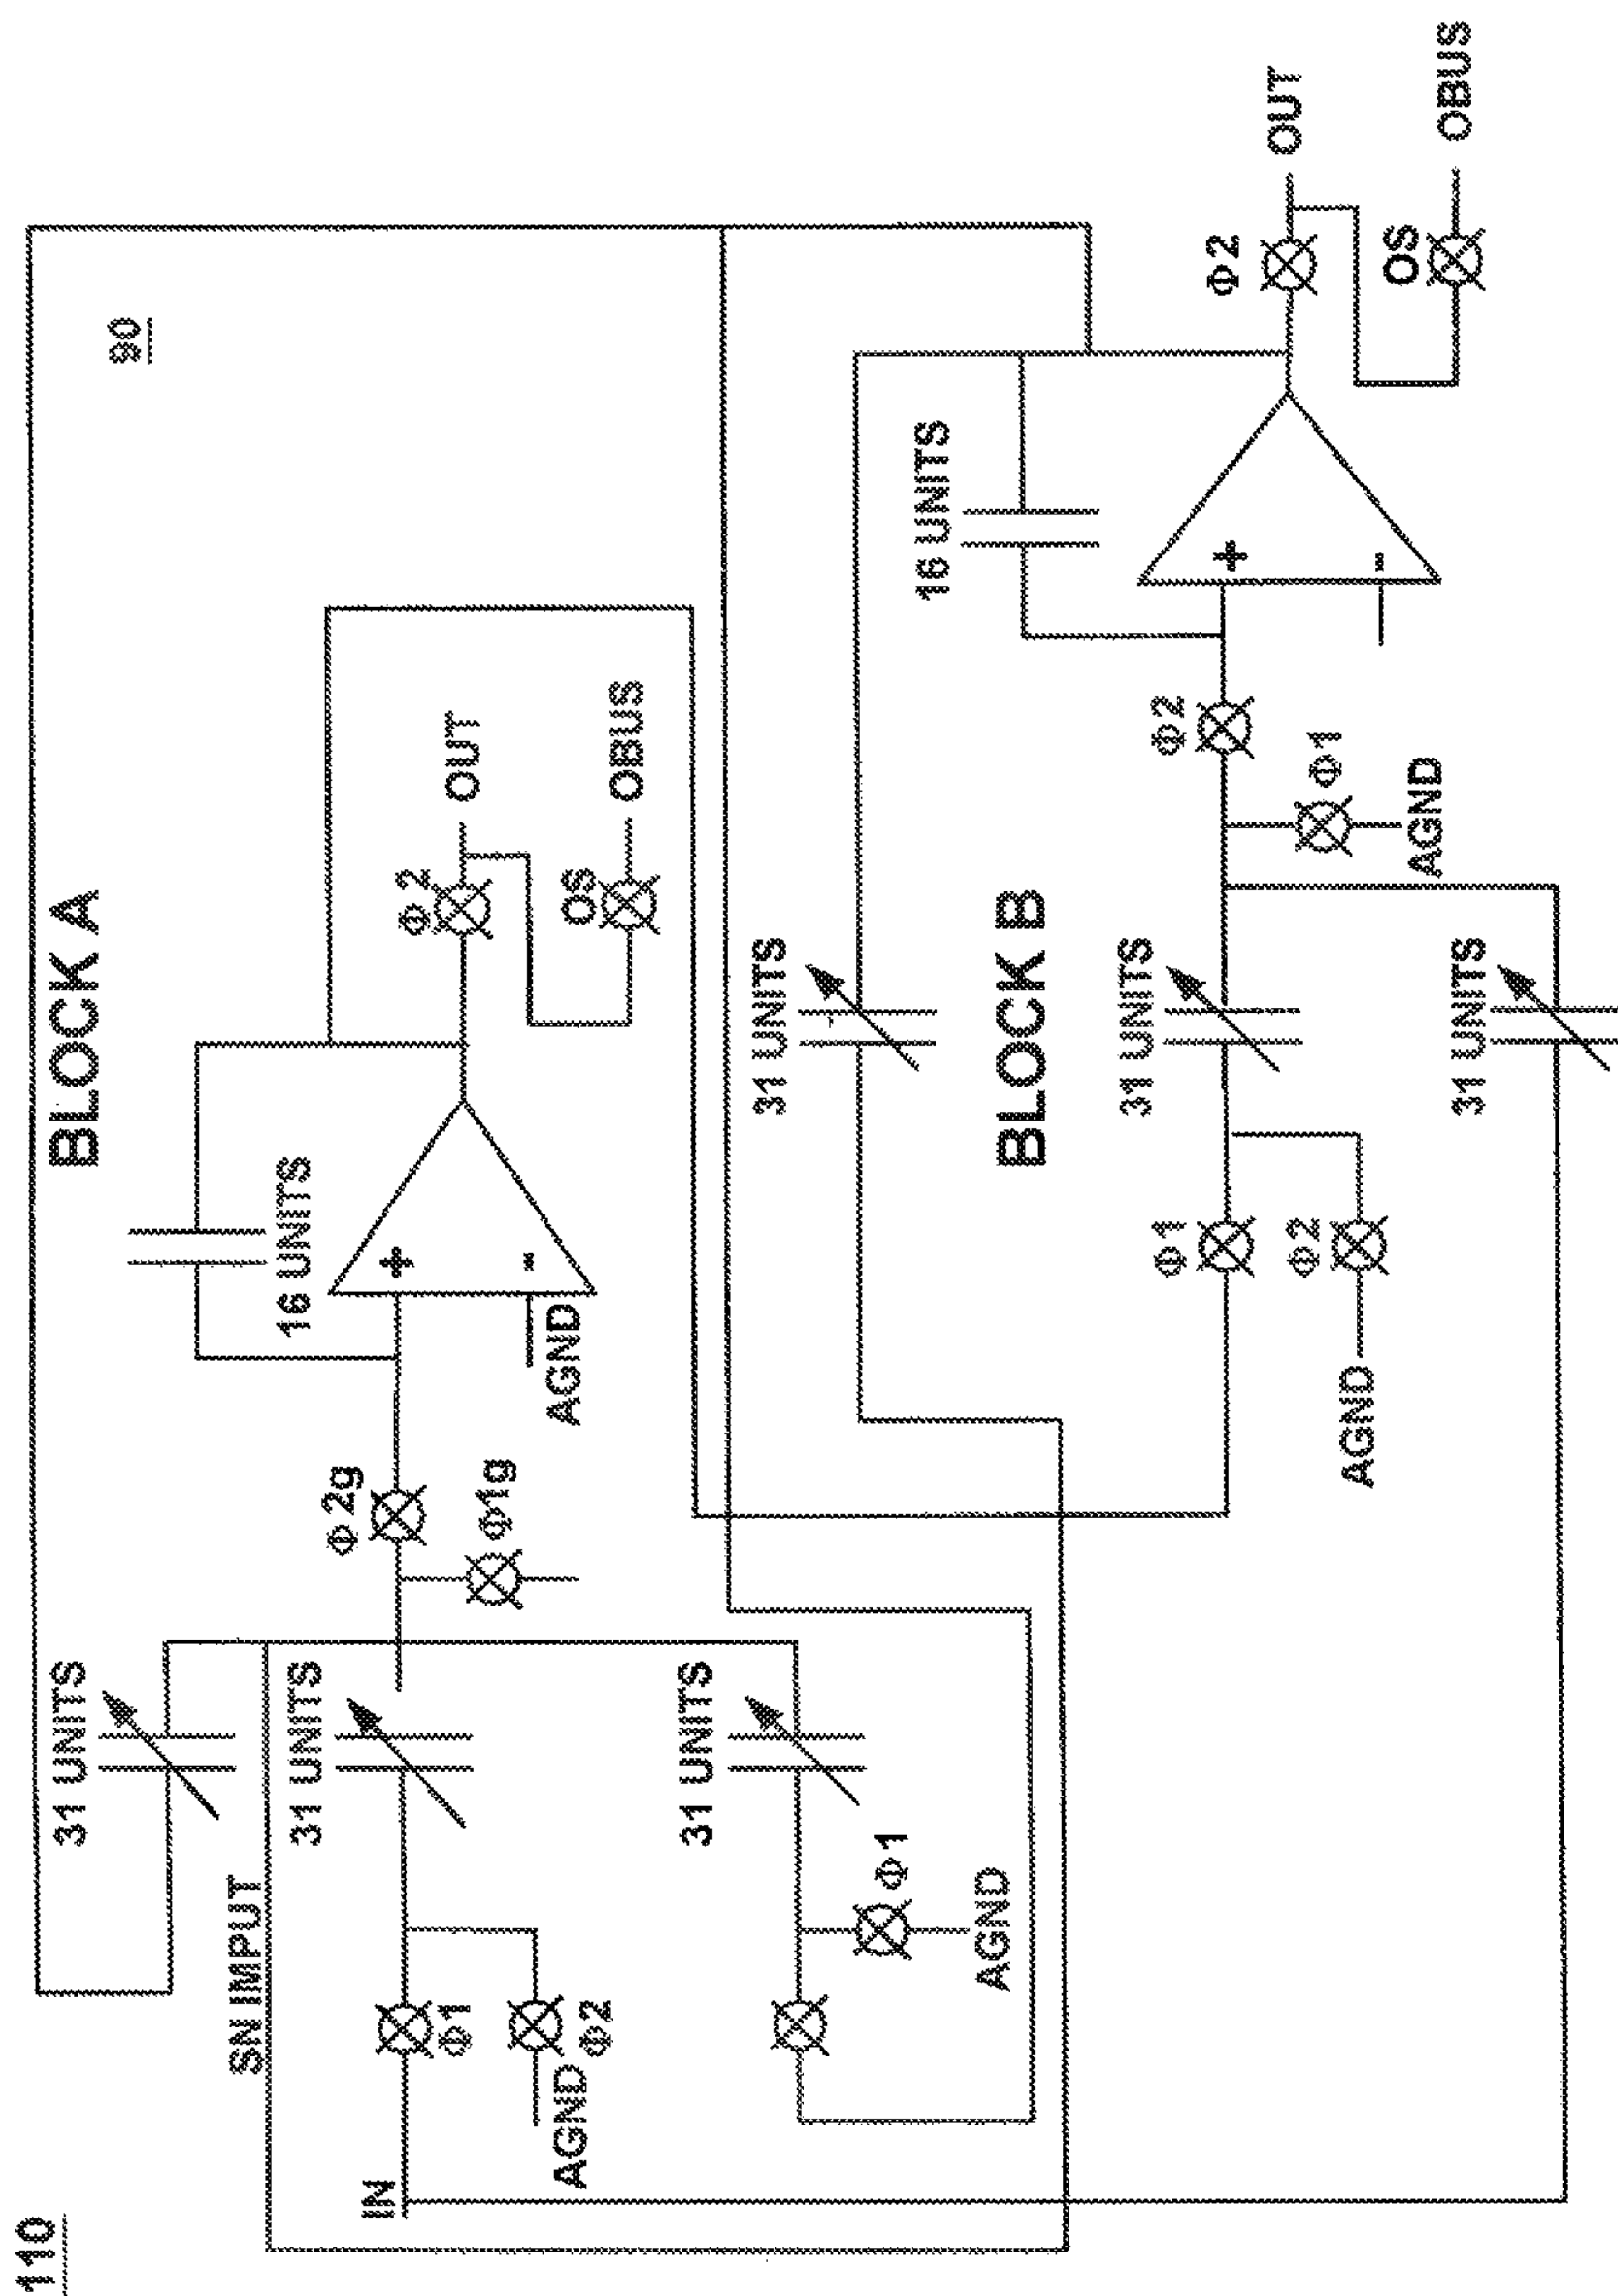 110
90
BLOCK A
31 UNITS
SN IMPUT
16 UNITS
31 UNITS
Φ2g
+
-
Φ 2
OUT
IN
Φ1
Φ1g
AGND
OS
OBUS
AGND
Φ2
31 UNITS
Φ1
AGND
31 UNITS
16 UNITS
BLOCK B
31 UNITS
Φ1
Φ2
+
-
Φ 2
OUT
Φ2
Φ1
AGND
AGND
OS
OBUS
31 UNITS